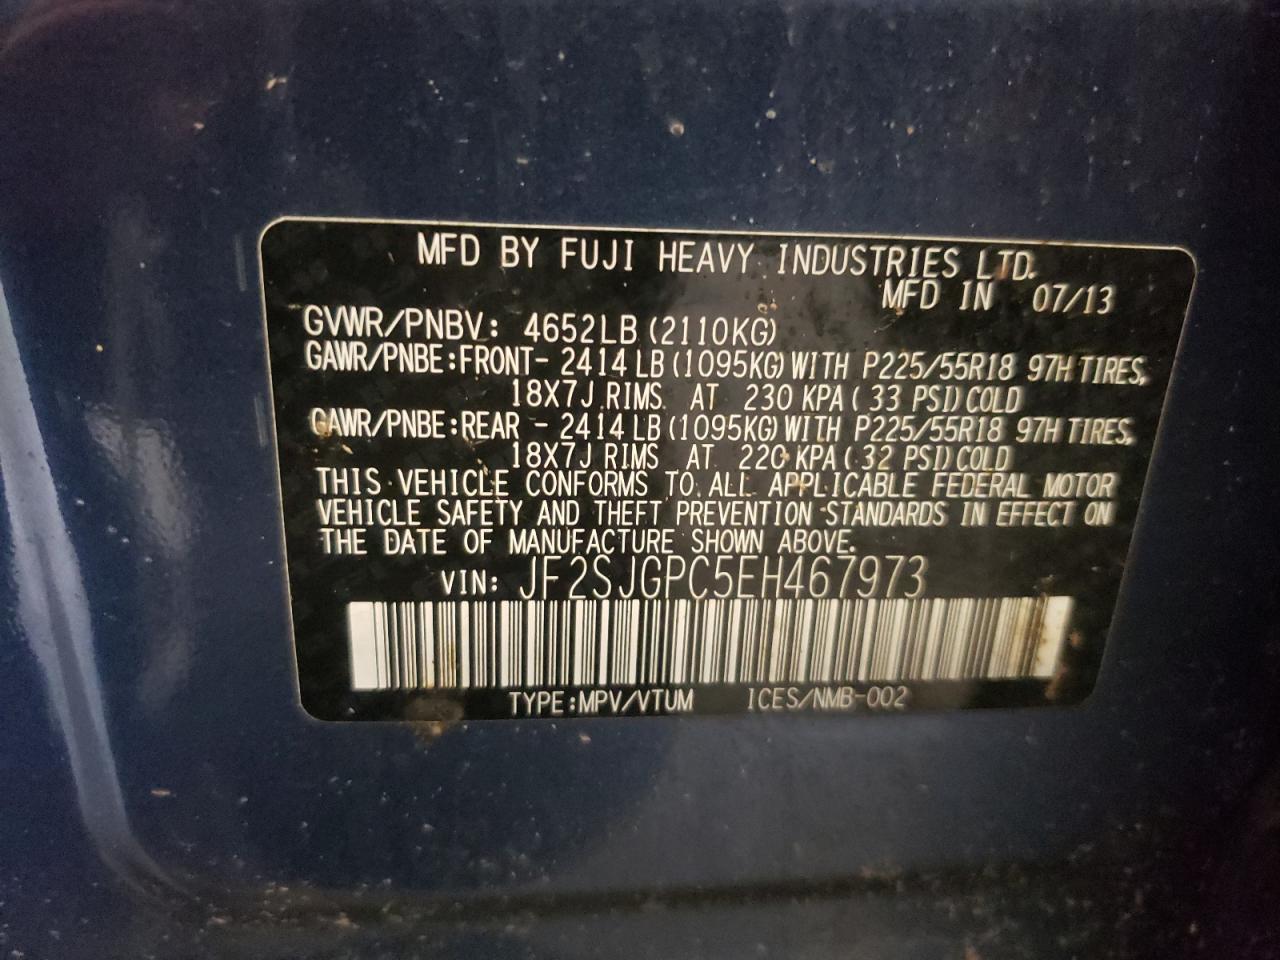 MFD BY FUJI HEAVY INDUSTRIES LTD.
MFD IN 07/13
GVWR/PNBV: 4652LB (2110KG)
GAWR/PNBE:FRONT- 2414 LB (1095KG) WITH P225/55R18 97H TIRES,
18X7J RIMS AT 230 KPA ( 33 PSI) COLD
GAWR/PNBE:REAR - 2414 LB (1095KG) WITH P225/55R18 97H TIRES,
18X7J RIMS AT 220 KPA ( 32 PSI) COLD
THIS VEHICLE CONFORMS TO ALL APPLICABLE FEDERAL MOTOR
VEHICLE SAFETY AND THEFT PREVENTION STANDARDS IN EFFECT ON
THE DATE OF MANUFACTURE SHOWN ABOVE.
VIN: JF2SJGPC5EH467973
TYPE:MPV/VTUM ICES/NMB-002